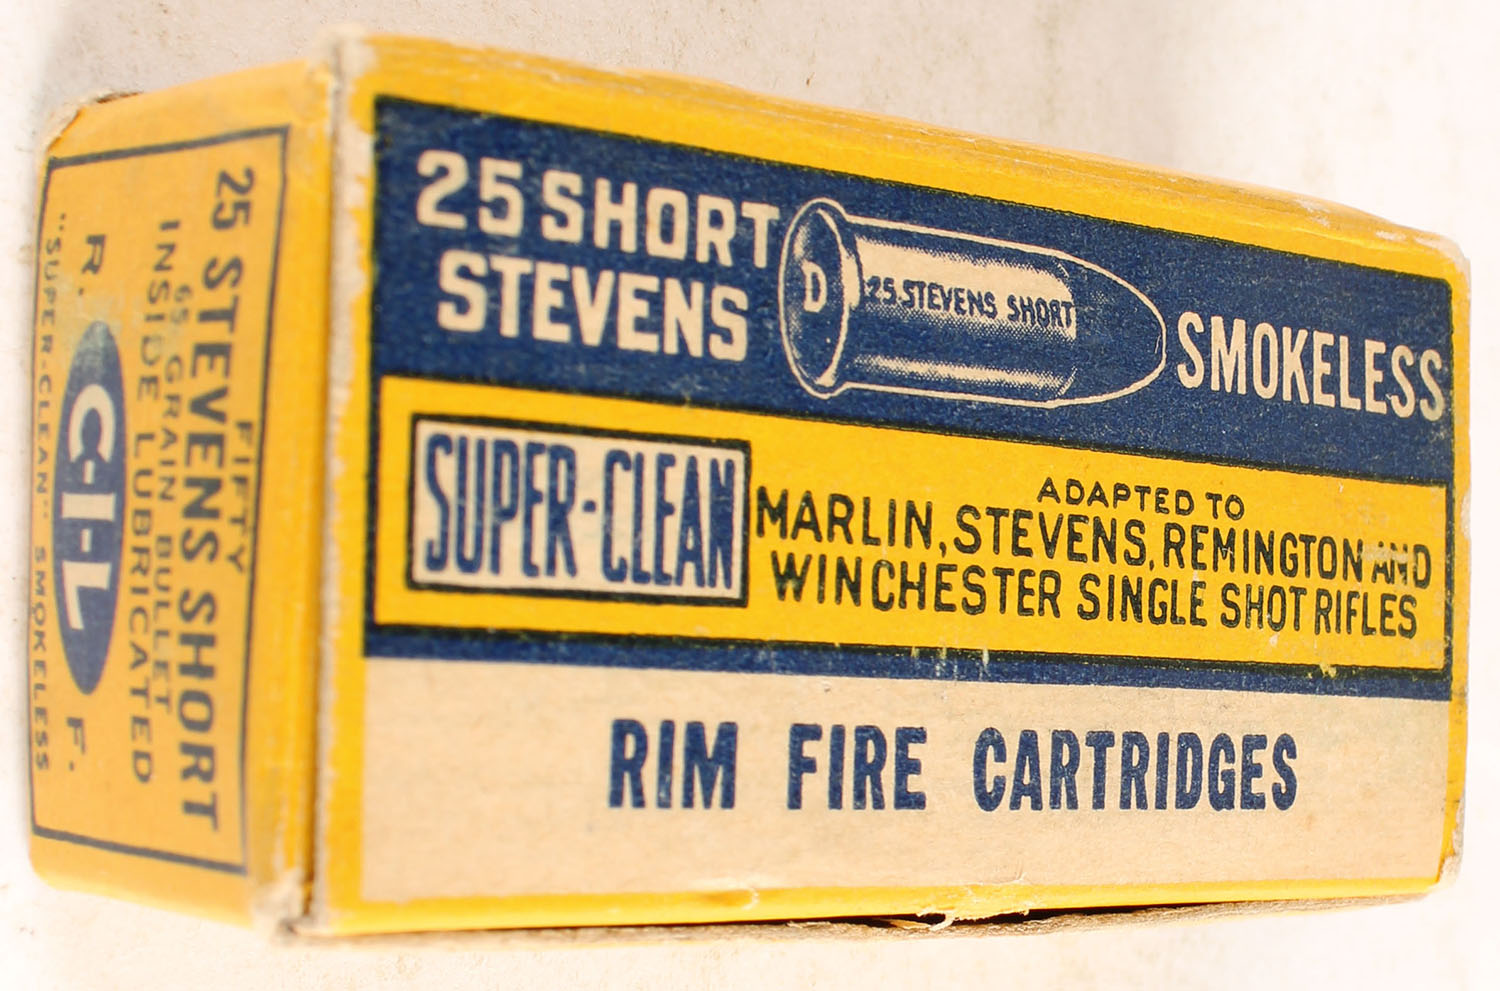 25 SHORT
STEVENS
D
25 STEVENS SHORT
SMOKELESS
SUPER-CLEAN
ADAPTED TO
MARLIN, STEVENS, REMINGTON AND
WINCHESTER SINGLE SHOT RIFLES
RIM FIRE CARTRIDGES
FIFTY
25 STEVENS SHORT
65 GRAIN BULLET
INSIDE LUBRICATED
R. C-I-L F.
"SUPER-CLEAN" SMOKELESS